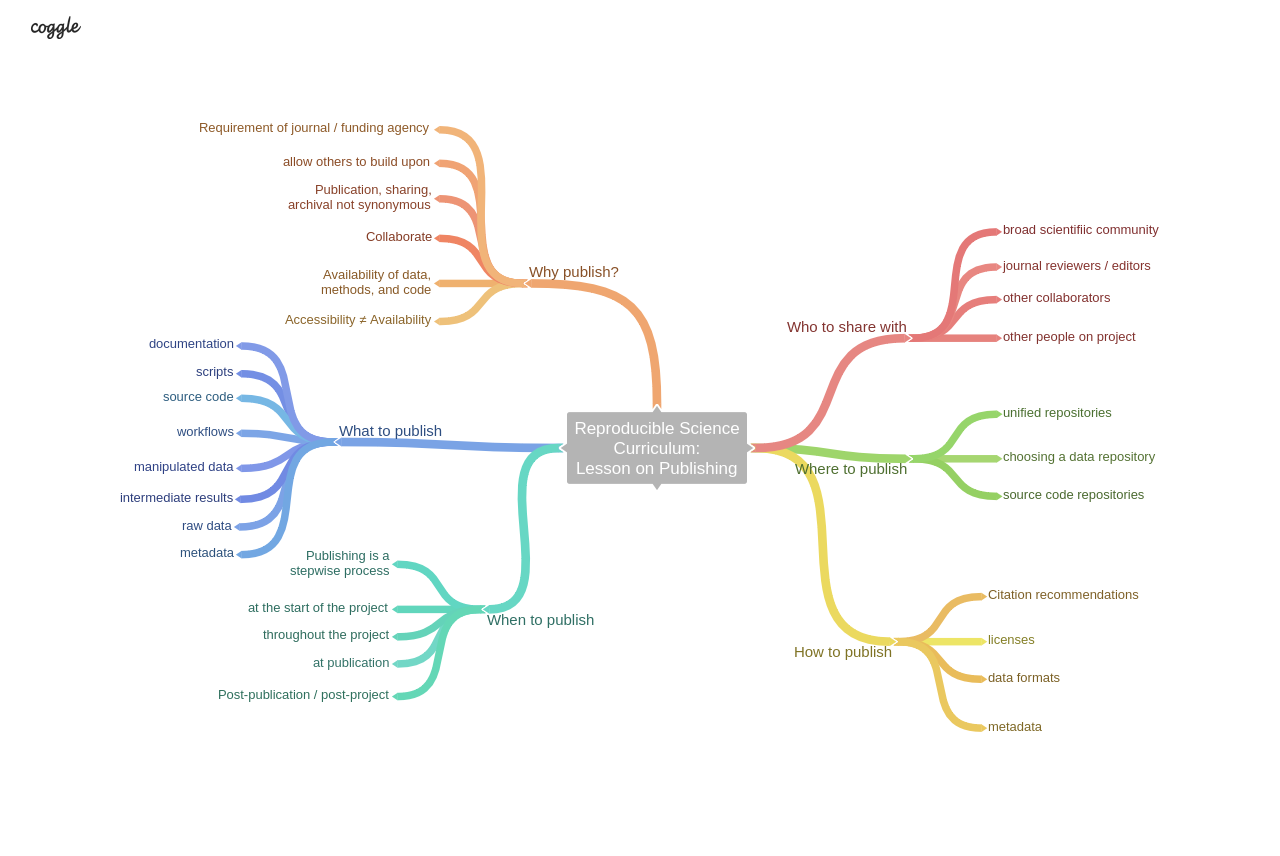 coggle
Reproducible Science
Curriculum:
Lesson on Publishing
Why publish?
Requirement of journal / funding agency
allow others to build upon
Publication, sharing,
archival not synonymous
Collaborate
Availability of data,
methods, and code
Accessibility ≠ Availability
What to publish
documentation
scripts
source code
workflows
manipulated data
intermediate results
raw data
metadata
When to publish
Publishing is a
stepwise process
at the start of the project
throughout the project
at publication
Post-publication / post-project
Who to share with
broad scientifiic community
journal reviewers / editors
other collaborators
other people on project
Where to publish
unified repositories
choosing a data repository
source code repositories
How to publish
Citation recommendations
licenses
data formats
metadata